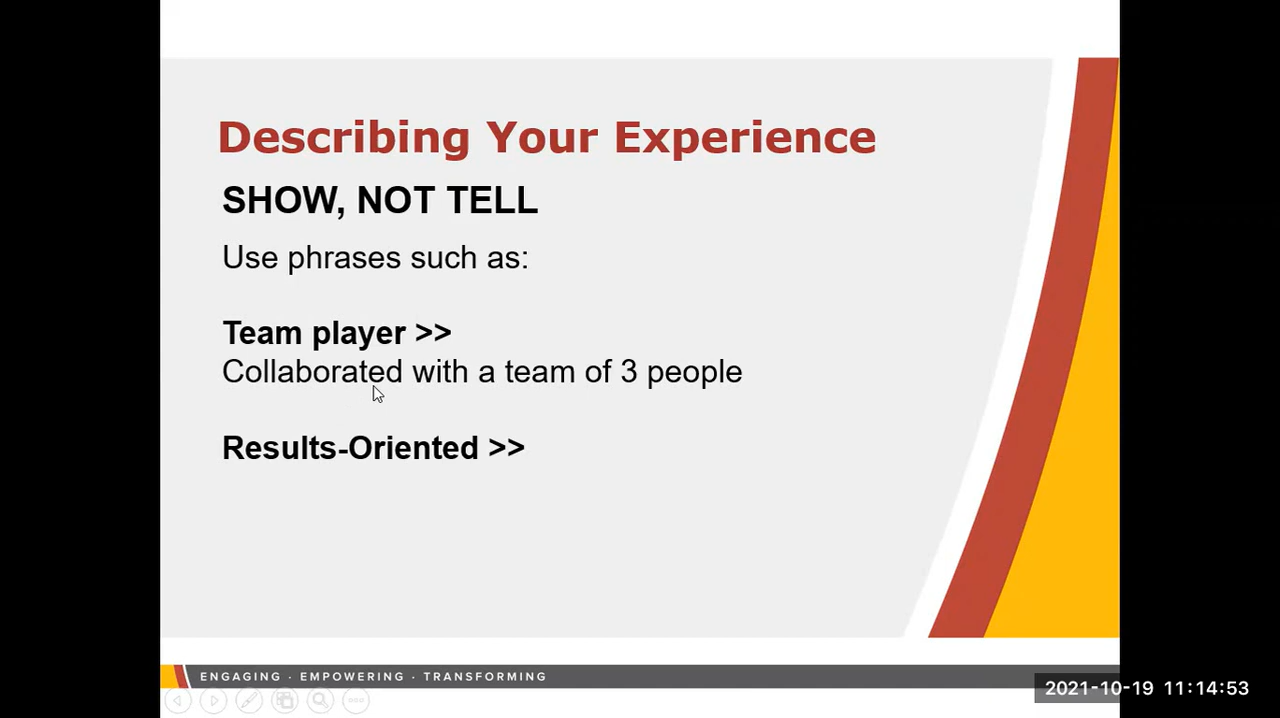 Describing Your Experience
SHOW, NOT TELL
Use phrases such as:
Team player >>
Collaborated with a team of 3 people
Results-Oriented >>
ENGAGING · EMPOWERING · TRANSFORMING
2021-10-19 11:14:53